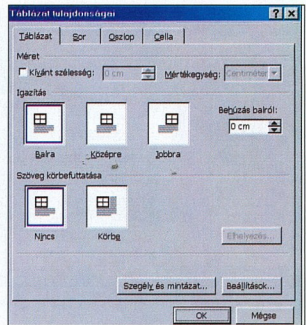 Táblázat tulajdonságai
Táblázat Sor Oszlop Cella
Méret
Kívánt szélesség: 0 cm Mértékegység: Centiméter
Igazítás
Behúzás balról:
0 cm
Balra Középre Jobbra
Szöveg körbefuttatása
Nincs Körbe
Elhelyezés...
Szegély és mintázat... Beállítások...
OK Mégse